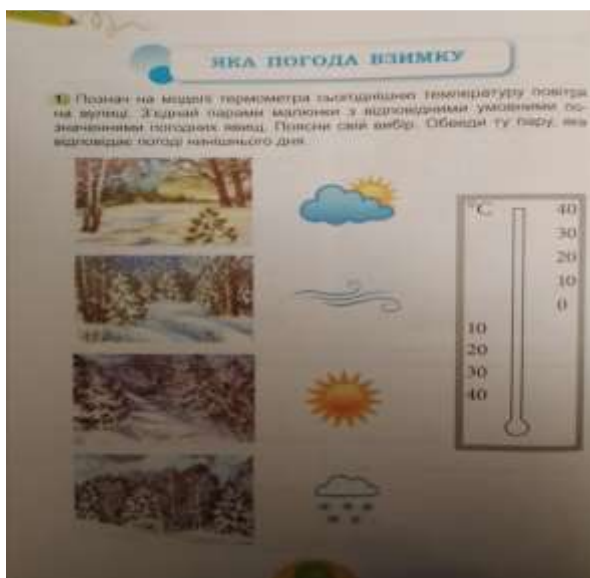 ЯКА ПОГОДА ВЗИМКУ
1. Познач на моделі термометра сьогоднішню температуру повітря
на вулиці. З'єднай парами малюнки з відповідними умовними по-
значеннями погодних явищ. Поясни свій вибір. Обведи ту пару, яка
відповідає погоді нинішнього дня.
°C 40
30
20
10
0
10
20
30
40